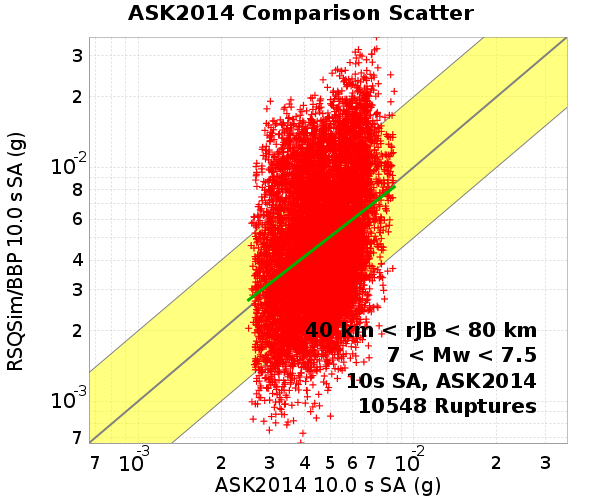 ASK2014 Comparison Scatter
RSQSim/BBP 10.0 s SA (g)
3
2
10-2
8
6
4
3
2
10-3
7
40 km < rJB < 80 km
7 < Mw < 7.5
10s SA, ASK2014
10548 Ruptures
7 10-3 2 3 4 5 6 7 10-2 2 3
ASK2014 10.0 s SA (g)